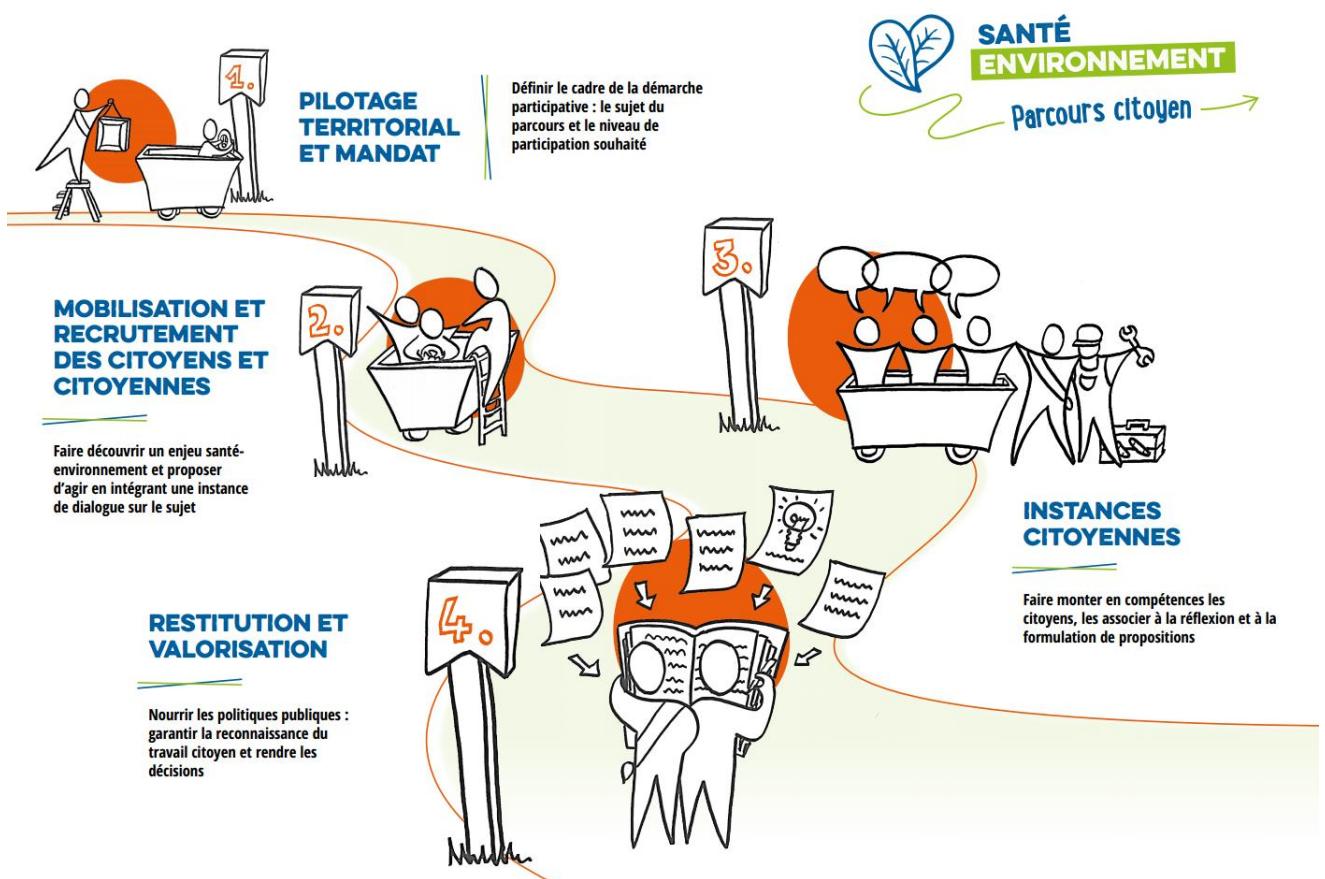 SANTÉ
ENVIRONNEMENT
Parcours citoyen
1.
PILOTAGE
TERRITORIAL
ET MANDAT
Définir le cadre de la démarche
participative : le sujet du
parcours et le niveau de
participation souhaité
2.
MOBILISATION ET
RECRUTEMENT
DES CITOYENS ET
CITOYENNES
Faire découvrir un enjeu santé-
environnement et proposer
d'agir en intégrant une instance
de dialogue sur le sujet
3.
INSTANCES
CITOYENNES
Faire monter en compétences les
citoyens, les associer à la réflexion et à la
formulation de propositions
4.
RESTITUTION ET
VALORISATION
Nourrir les politiques publiques :
garantir la reconnaissance du
travail citoyen et rendre les
décisions